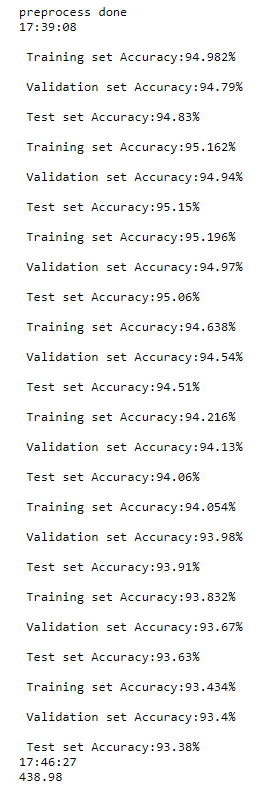 preprocess done
17:39:08
Training set Accuracy:94.982%
Validation set Accuracy:94.79%
Test set Accuracy:94.83%
Training set Accuracy:95.162%
Validation set Accuracy:94.94%
Test set Accuracy:95.15%
Training set Accuracy:95.196%
Validation set Accuracy:94.97%
Test set Accuracy:95.06%
Training set Accuracy:94.638%
Validation set Accuracy:94.54%
Test set Accuracy:94.51%
Training set Accuracy:94.216%
Validation set Accuracy:94.13%
Test set Accuracy:94.06%
Training set Accuracy:94.054%
Validation set Accuracy:93.98%
Test set Accuracy:93.91%
Training set Accuracy:93.832%
Validation set Accuracy:93.67%
Test set Accuracy:93.63%
Training set Accuracy:93.434%
Validation set Accuracy:93.4%
Test set Accuracy:93.38%
17:46:27
438.98